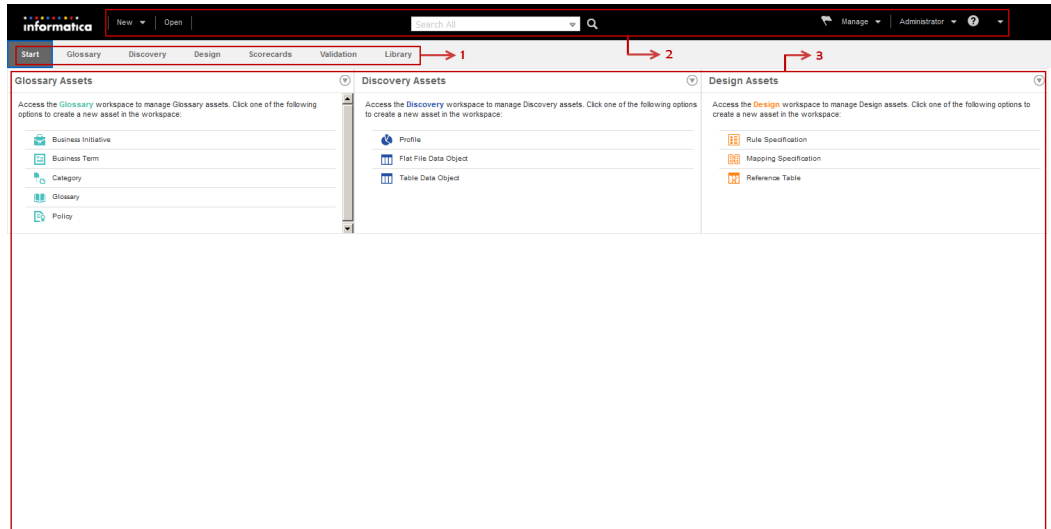 informatica New Open Search All Manage Administrator ?
Start Glossary Discovery Design Scorecards Validation Library 1 2 3
Glossary Assets
Access the Glossary workspace to manage Glossary assets. Click one of the following
options to create a new asset in the workspace:
Business Initiative
Business Term
Category
Glossary
Policy
Discovery Assets
Access the Discovery workspace to manage Discovery assets. Click one of the following options
to create a new asset in the workspace:
Profile
Flat File Data Object
Table Data Object
Design Assets
Access the Design workspace to manage Design assets. Click one of the following options to
create a new asset in the workspace:
Rule Specification
Mapping Specification
Reference Table